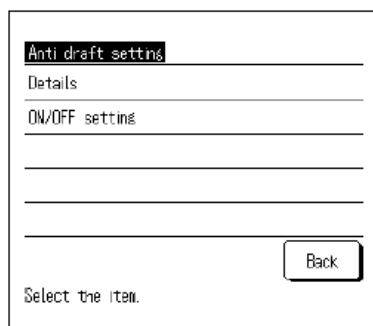 Anti draft setting
Details
ON/OFF setting
Back
Select the item.